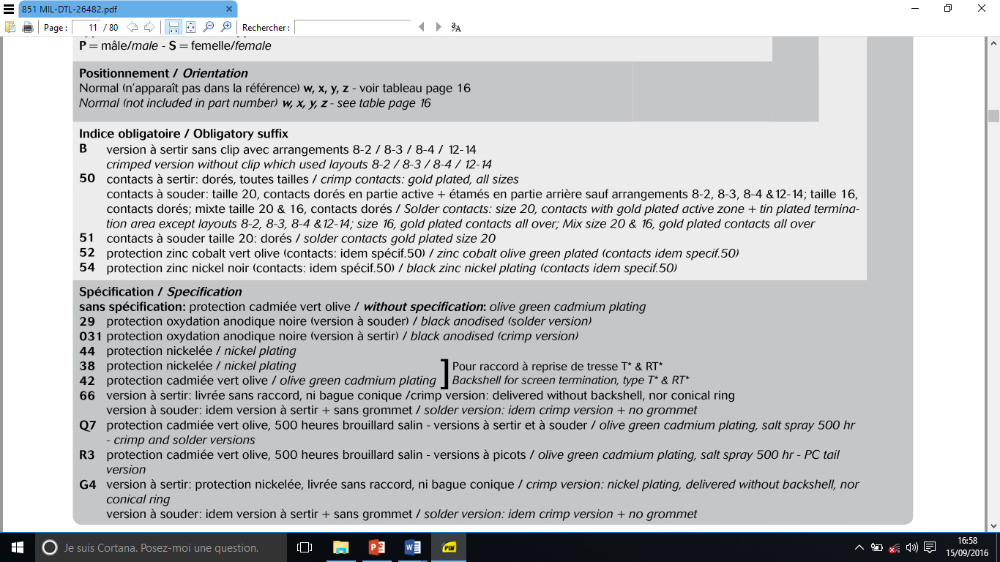 851 MIL-DTL-26482.pdf
Page : 11 / 80 Rechercher :
P = mâle/male - S = femelle/female
Positionnement / Orientation
Normal (n'apparaît pas dans la référence) w, x, y, z - voir tableau page 16
Normal (not included in part number) w, x, y, z - see table page 16
Indice obligatoire / Obligatory suffix
B version à sertir sans clip avec arrangements 8-2 / 8-3 / 8-4 / 12-14
crimped version without clip which used layouts 8-2 / 8-3 / 8-4 / 12-14
50 contacts à sertir: dorés, toutes tailles / crimp contacts: gold plated, all sizes
contacts à souder: taille 20, contacts dorés en partie active + étamés en partie arrière sauf arrangements 8-2, 8-3, 8-4 &12-14; taille 16,
contacts dorés; mixte taille 20 & 16, contacts dorés / Solder contacts: size 20, contacts with gold plated active zone + tin plated termina-
tion area except layouts 8-2, 8-3, 8-4 &12-14; size 16, gold plated contacts all over; Mix size 20 & 16, gold plated contacts all over
51 contacts à souder taille 20: dorés / solder contacts gold plated size 20
52 protection zinc cobalt vert olive (contacts: idem spécif.50) / zinc cobalt olive green plated (contacts idem specif.50)
54 protection zinc nickel noir (contacts: idem spécif.50) / black zinc nickel plating (contacts idem specif.50)
Spécification / Specification
sans spécification: protection cadmiée vert olive / without specification: olive green cadmium plating
29 protection oxydation anodique noire (version à souder) / black anodised (solder version)
031 protection oxydation anodique noire (version à sertir) / black anodised (crimp version)
44 protection nickelée / nickel plating
38 protection nickelée / nickel plating
Pour raccord à reprise de tresse T* & RT*
42 protection cadmiée vert olive / olive green cadmium plating
Backshell for screen termination, type T* & RT*
66 version à sertir: livrée sans raccord, ni bague conique /crimp version: delivered without backshell, nor conical ring
version à souder: idem version à sertir + sans grommet / solder version: idem crimp version + no grommet
Q7 protection cadmiée vert olive, 500 heures brouillard salin - versions à sertir et à souder / olive green cadmium plating, salt spray 500 hr
- crimp and solder versions
R3 protection cadmiée vert olive, 500 heures brouillard salin - versions à picots / olive green cadmium plating, salt spray 500 hr - PC tail
version
G4 version à sertir: protection nickelée, livrée sans raccord, ni bague conique / crimp version: nickel plating, delivered without backshell, nor
conical ring
version à souder: idem version à sertir + sans grommet / solder version: idem crimp version + no grommet
Je suis Cortana. Posez-moi une question.
16:58
15/09/2016